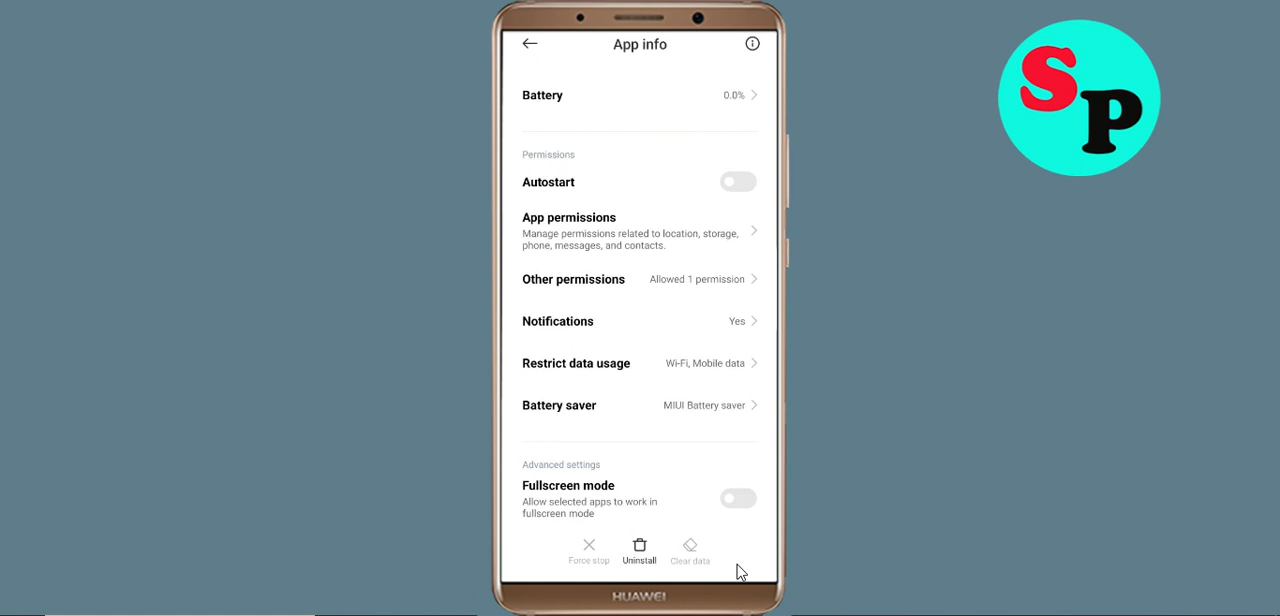 App info
SP
Battery 0.0%
Permissions
Autostart
App permissions
Manage permissions related to location, storage,
phone, messages, and contacts.
Other permissions Allowed 1 permission
Notifications Yes
Restrict data usage Wi-Fi, Mobile data
Battery saver MIUI Battery saver
Advanced settings
Fullscreen mode
Allow selected apps to work in
fullscreen mode
Force stop Uninstall Clear data
HUAWEI